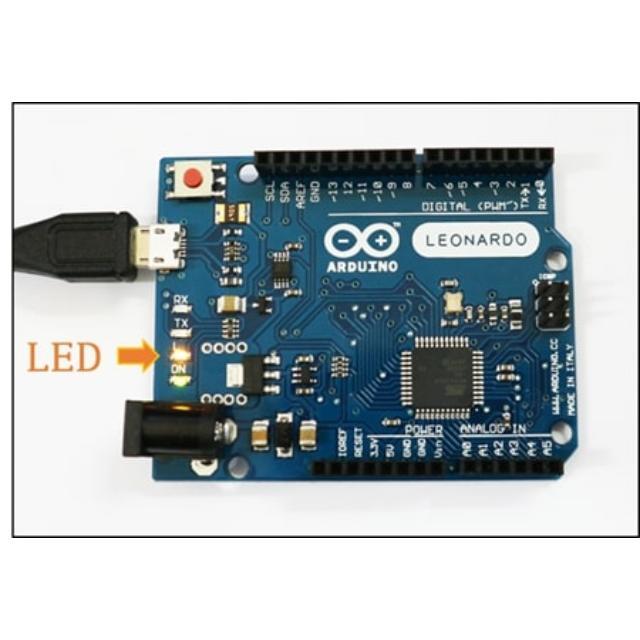 SCL
SDA
AREF
GND
~13
12
~11
~10
~9
8
7
~6
~5
4
~3
2
TX→1
RX←0
DIGITAL (PWM~)
ARDUINO
TM
LEONARDO
ICSP
RX
TX
LED
ON
WWW.ARDUINO.CC
MADE IN ITALY
POWER
ANALOG IN
IOREF
RESET
3.3V
5V
GND
GND
Vin
A0
A1
A2
A3
A4
A5